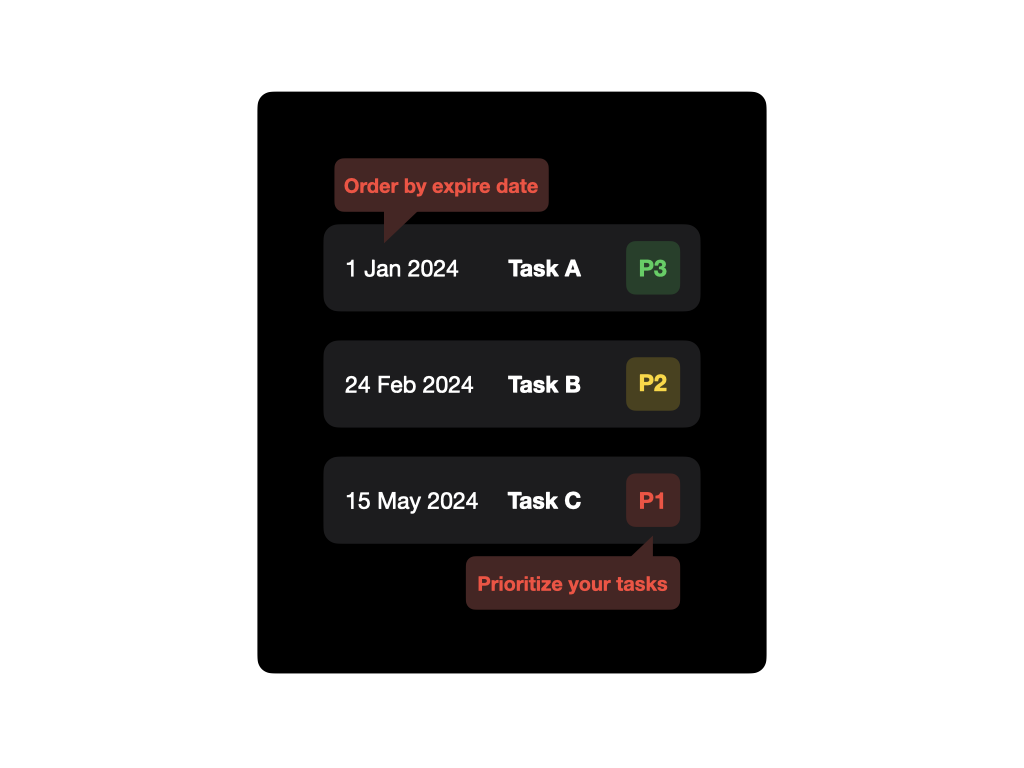 Order by expire date
1 Jan 2024 Task A P3
24 Feb 2024 Task B P2
15 May 2024 Task C P1
Prioritize your tasks